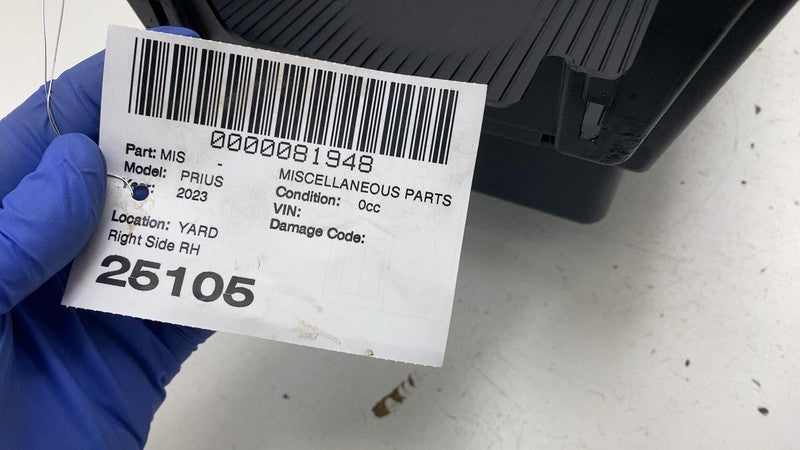 0000081948
Part: MIS -
MISCELLANEOUS PARTS
Model: PRIUS
Condition: 0cc
Year: 2023
VIN:
Damage Code:
Location: YARD
Right Side RH
25105